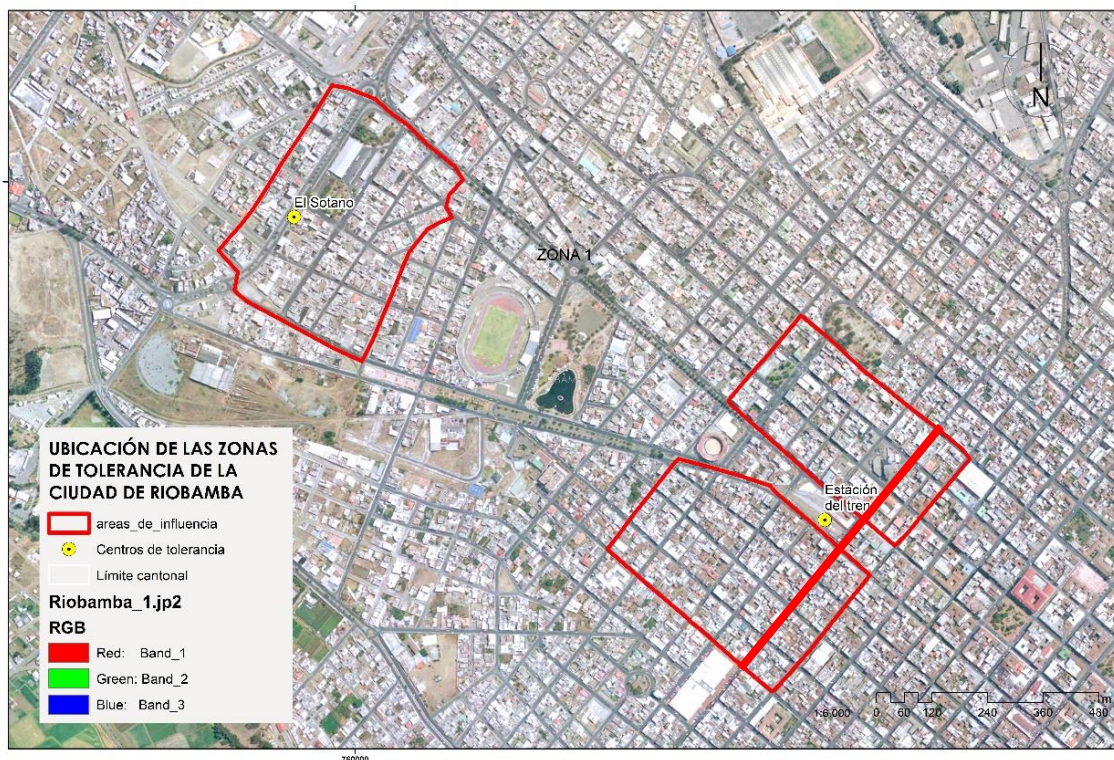 N
El Sotano
ZONA 1
Estación
del tren
UBICACIÓN DE LAS ZONAS
DE TOLERANCIA DE LA
CIUDAD DE RIOBAMBA
areas_de_influencia
Centros de tolerancia
Límite cantonal
Riobamba_1.jp2
RGB
Red: Band_1
Green: Band_2
Blue: Band_3
1:6.000
0 60 120 240 360 480
m
760000